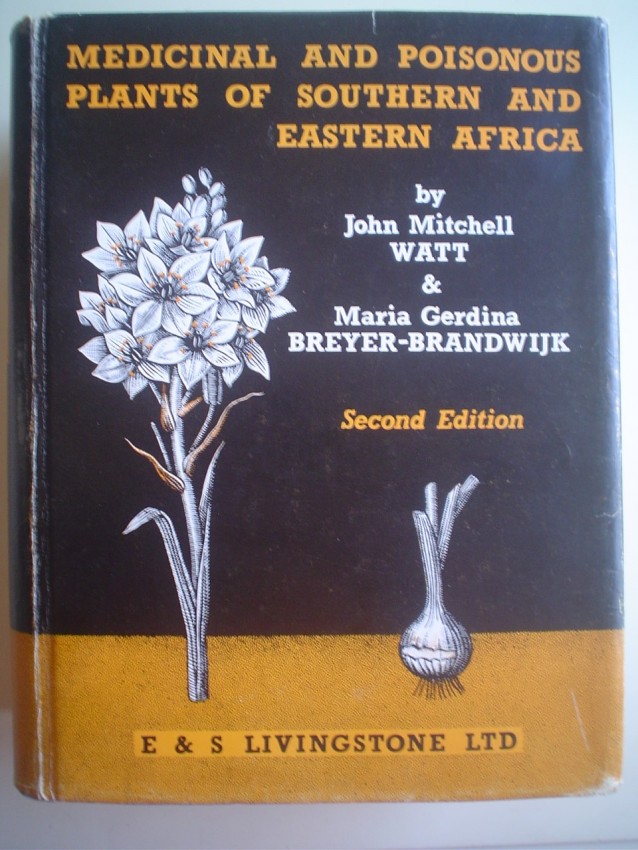 MEDICINAL AND POISONOUS
PLANTS OF SOUTHERN AND
EASTERN AFRICA
by
John Mitchell
WATT
&
Maria Gerdina
BREYER-BRANDWIJK
Second Edition
E & S LIVINGSTONE LTD